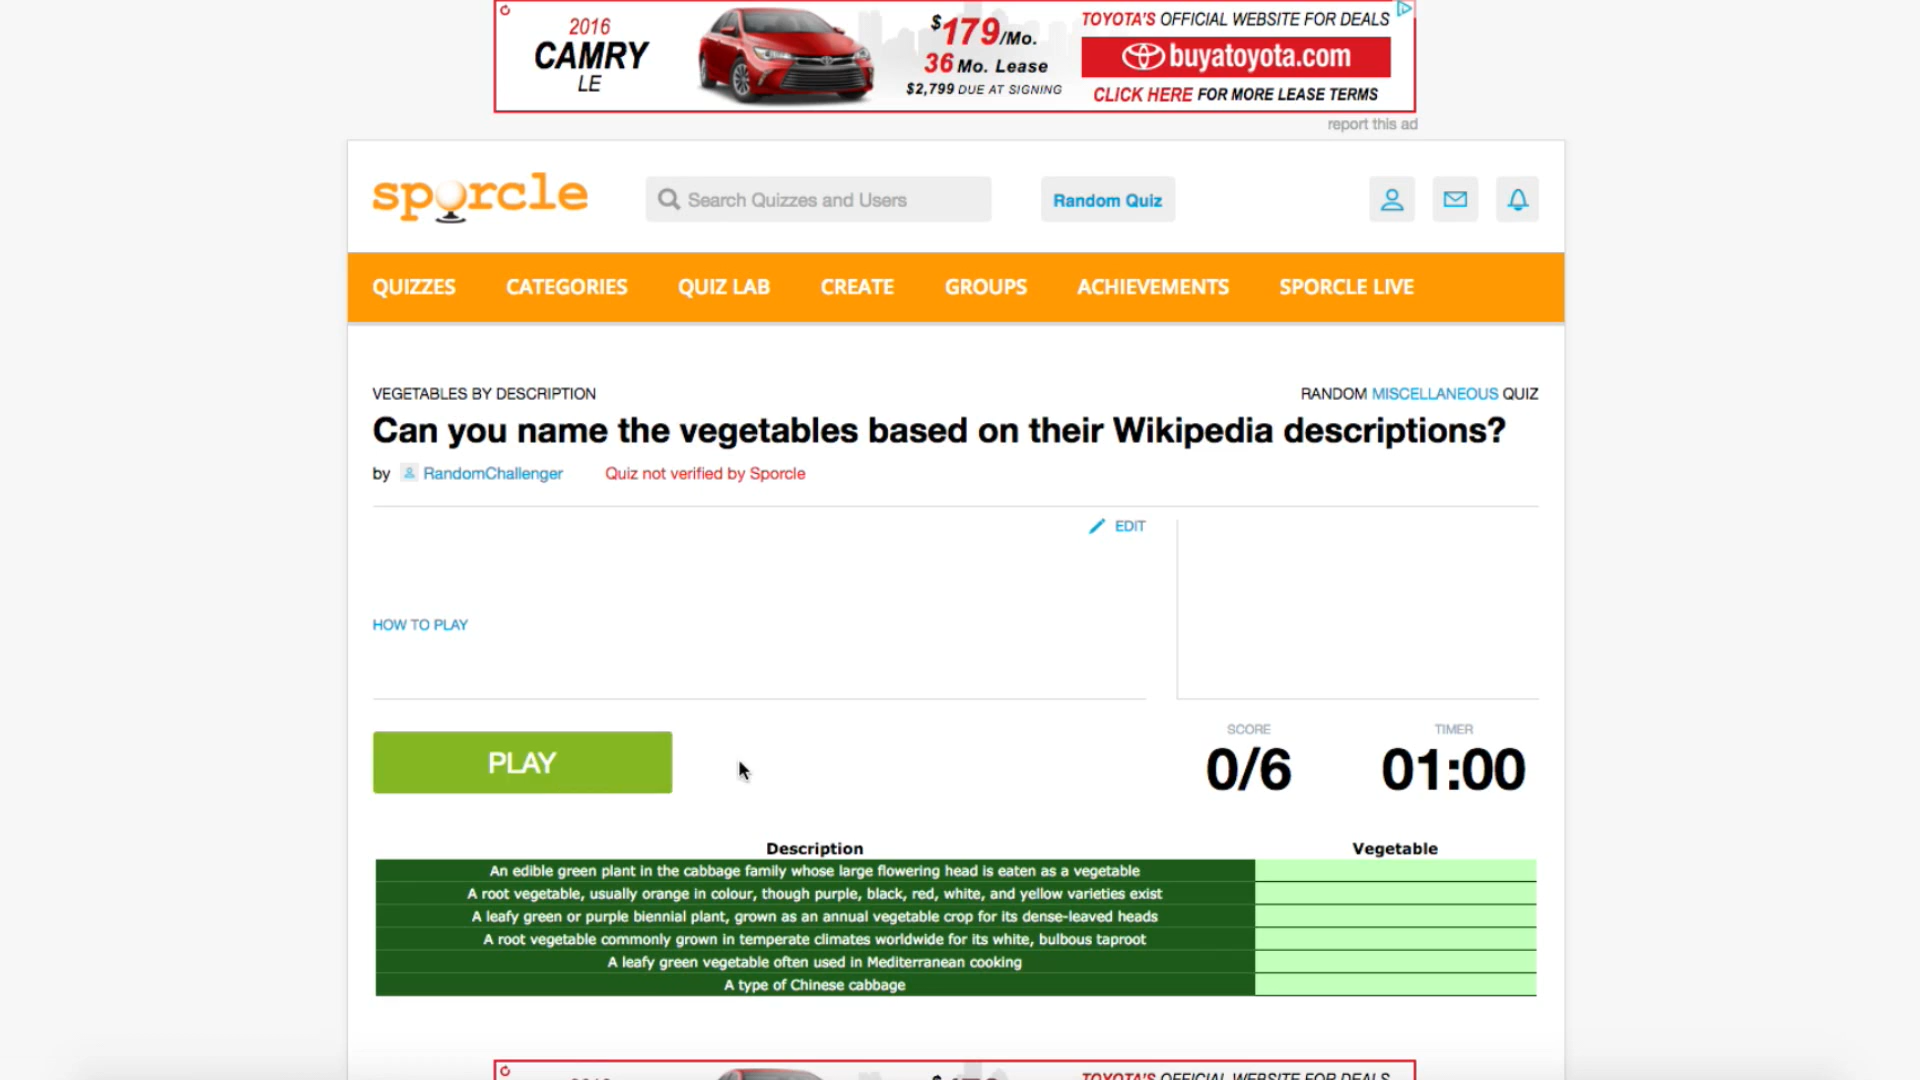 2016
CAMRY
LE
$179/Mo.
36 Mo. Lease
$2,799 DUE AT SIGNING
TOYOTA'S OFFICIAL WEBSITE FOR DEALS
buyatoyota.com
CLICK HERE FOR MORE LEASE TERMS
report this ad
sporcle
Search Quizzes and Users
Random Quiz
QUIZZES CATEGORIES QUIZ LAB CREATE GROUPS ACHIEVEMENTS SPORCLE LIVE
VEGETABLES BY DESCRIPTION
RANDOM MISCELLANEOUS QUIZ
Can you name the vegetables based on their Wikipedia descriptions?
by RandomChallenger Quiz not verified by Sporcle
EDIT
HOW TO PLAY
PLAY
SCORE
0/6
TIMER
01:00
Description Vegetable
An edible green plant in the cabbage family whose large flowering head is eaten as a vegetable
A root vegetable, usually orange in colour, though purple, black, red, white, and yellow varieties exist
A leafy green or purple biennial plant, grown as an annual vegetable crop for its dense-leaved heads
A root vegetable commonly grown in temperate climates worldwide for its white, bulbous taproot
A leafy green vegetable often used in Mediterranean cooking
A type of Chinese cabbage
TOYOTA'S OFFICIAL WEBSITE FOR DEALS